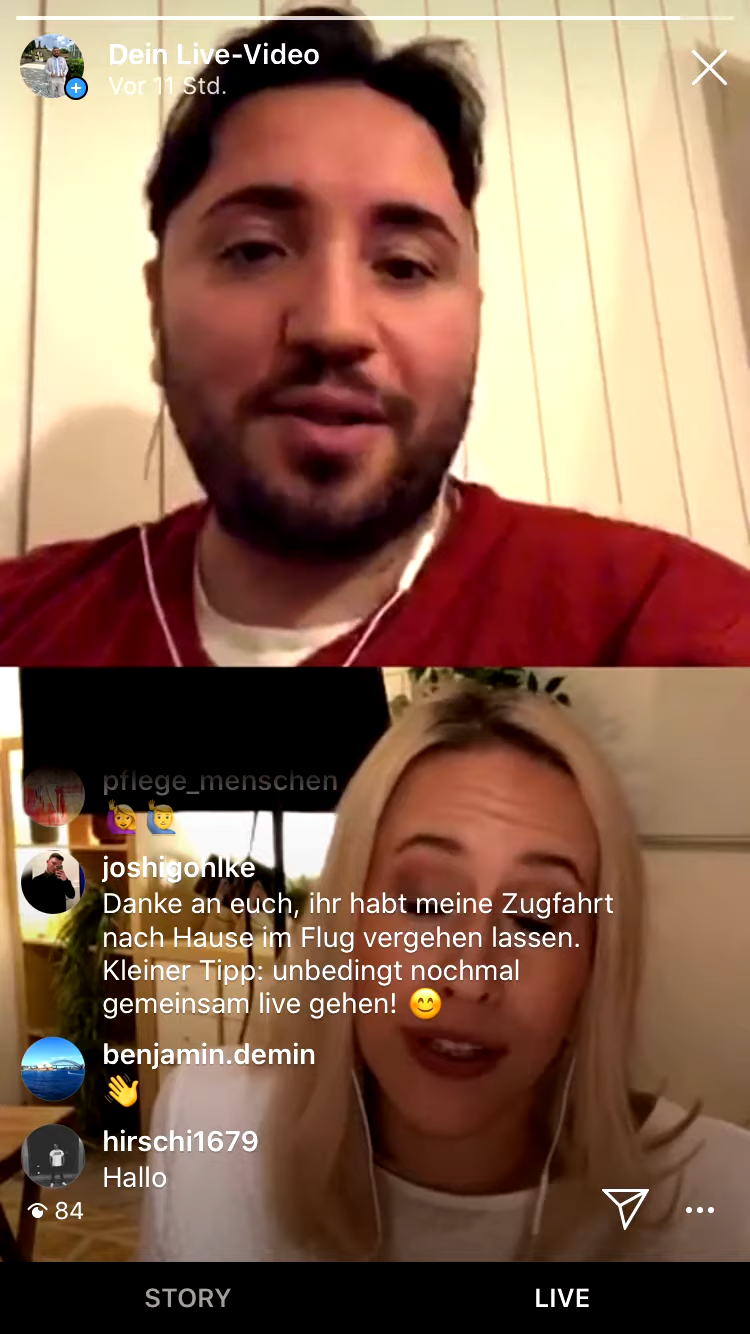 Dein Live-Video
Vor 11 Std.
pflege_menschen
🙋‍♀️🙋‍♂️
joshigohlke
Danke an euch, ihr habt meine Zugfahrt
nach Hause im Flug vergehen lassen.
Kleiner Tipp: unbedingt nochmal
gemeinsam live gehen! 😊
benjamin.demin
👋
hirschi1679
Hallo
84
STORY
LIVE